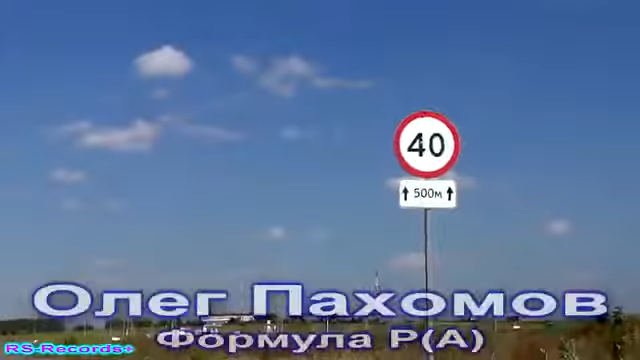 40
↑ 500м ↑
Олег Пахомов
Формула Р(А)
RS-Records+